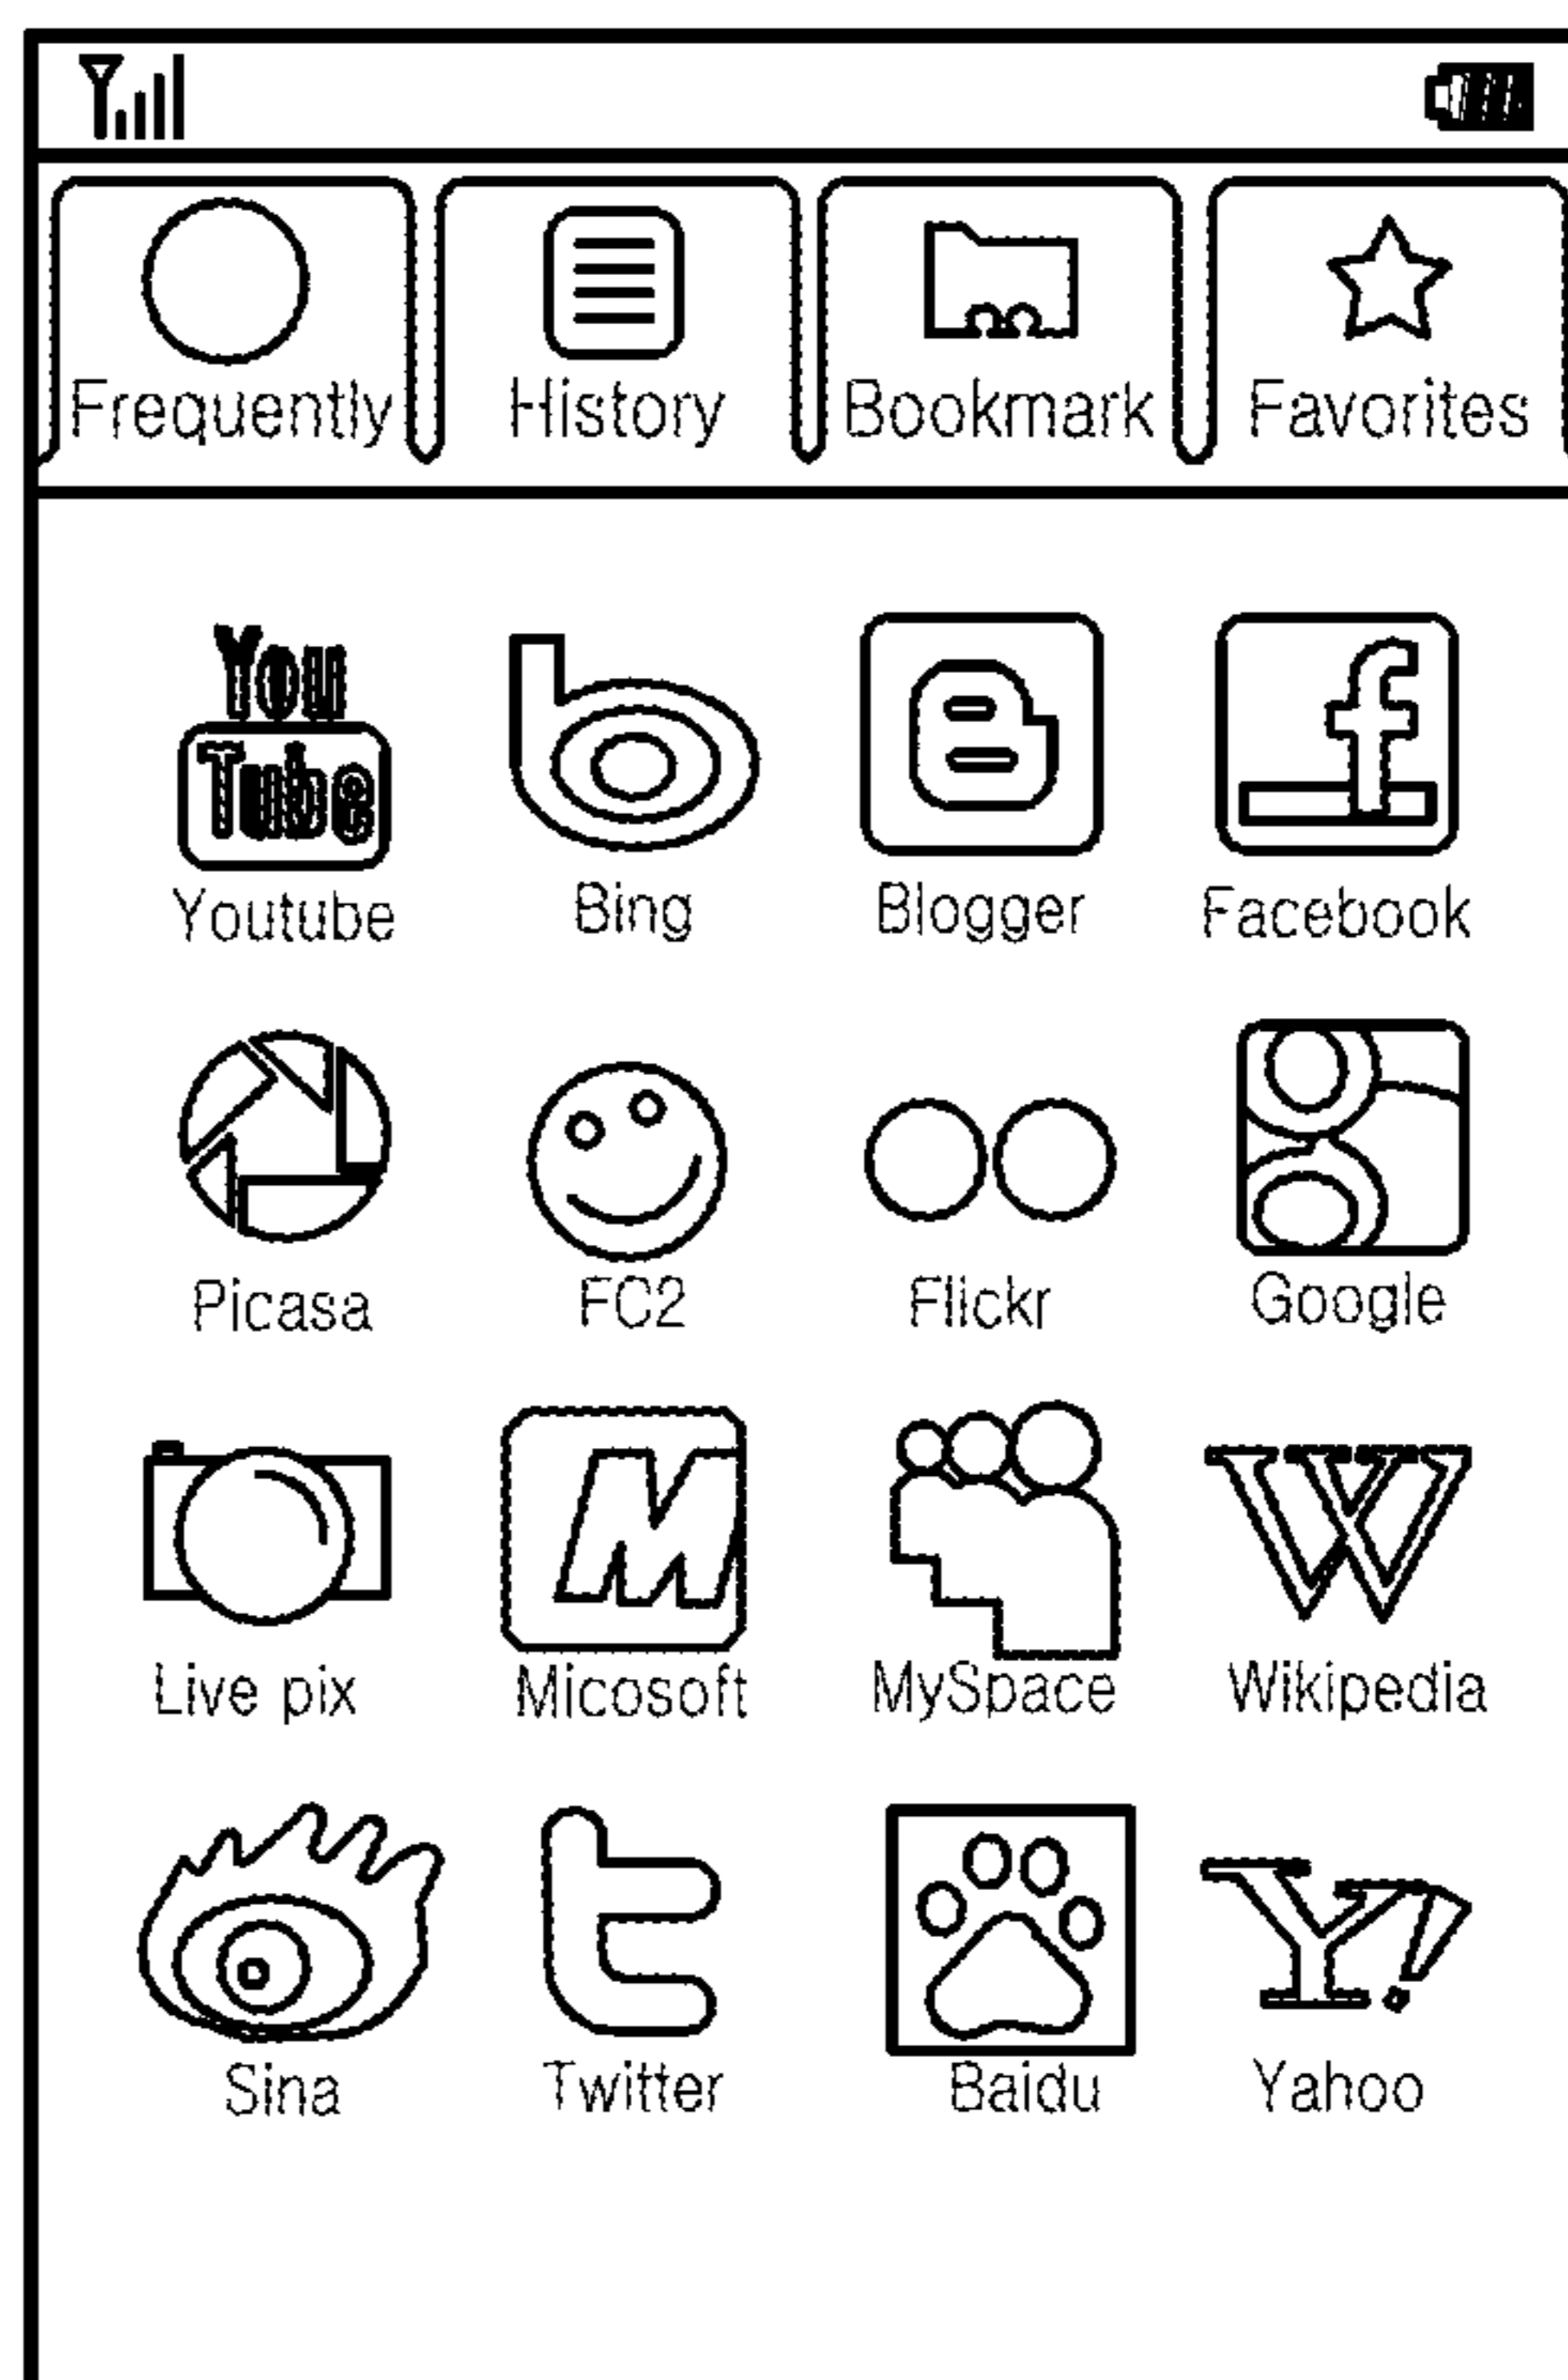 Frequently History Bookmark Favorites
You
Tube
Youtube Bing Blogger Facebook
Picasa FC2 Flickr Google
Live pix Micosoft MySpace Wikipedia
Sina Twitter Baidu Yahoo